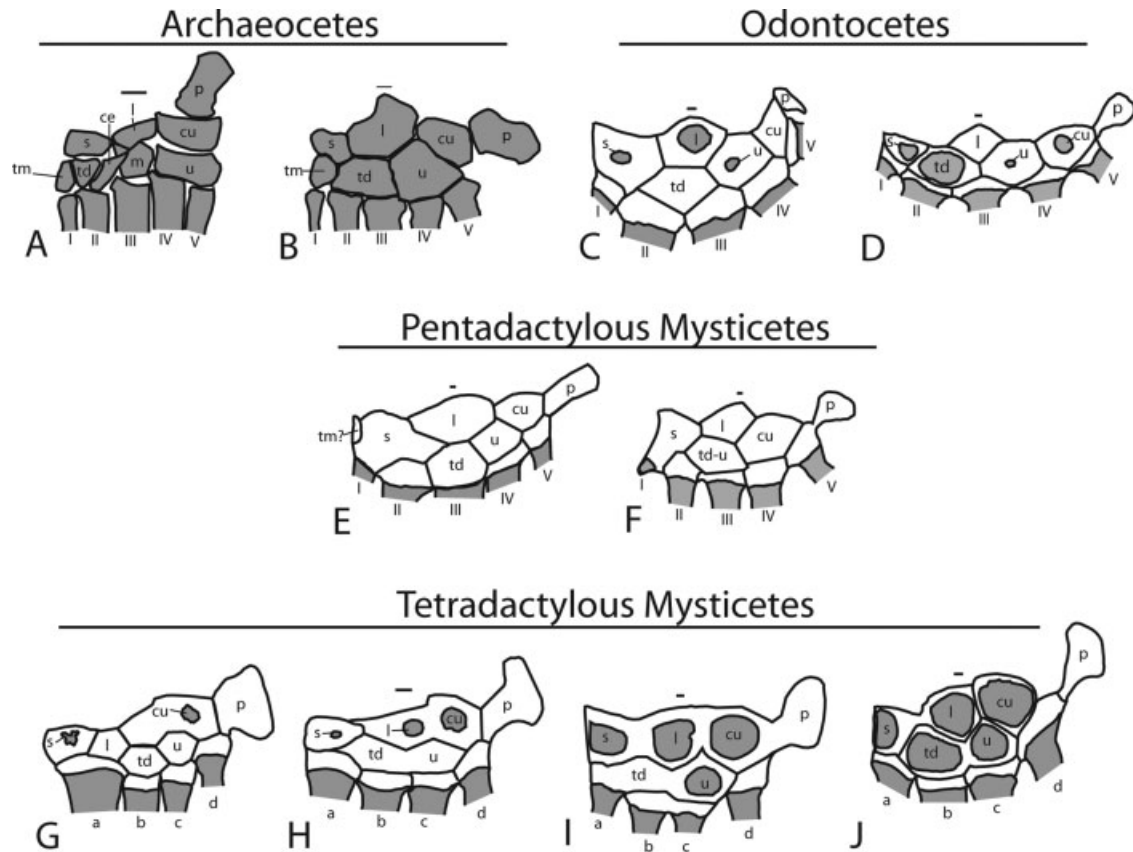 Archaeocetes
Odontocetes
p
l
ce
s
cu
tm
td
m
u
I II III IV V
A
l
s
cu
p
tm
td
u
I II III IV V
B
p
s
l
cu
u
V
td
I
IV
II
III
C
p
s
l
cu
td
u
I
II
III
IV
V
D
Pentadactylous Mysticetes
p
cu
tm?
s
l
u
td
I
II
III
IV
V
E
p
s
l
cu
td-u
I
II
III
IV
V
F
Tetradactylous Mysticetes
cu
p
s
l
td
u
d
a
b
c
G
p
s
l
cu
td
u
a
b
c
d
H
p
s
l
cu
td
u
a
b
c
d
I
p
cu
s
l
td
u
a
b
c
d
J